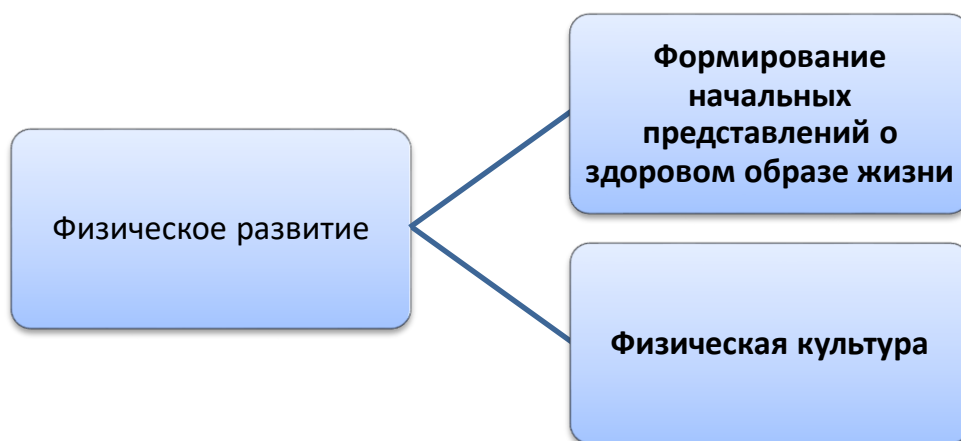 Физическое развитие
Формирование
начальных
представлений о
здоровом образе жизни
Физическая культура